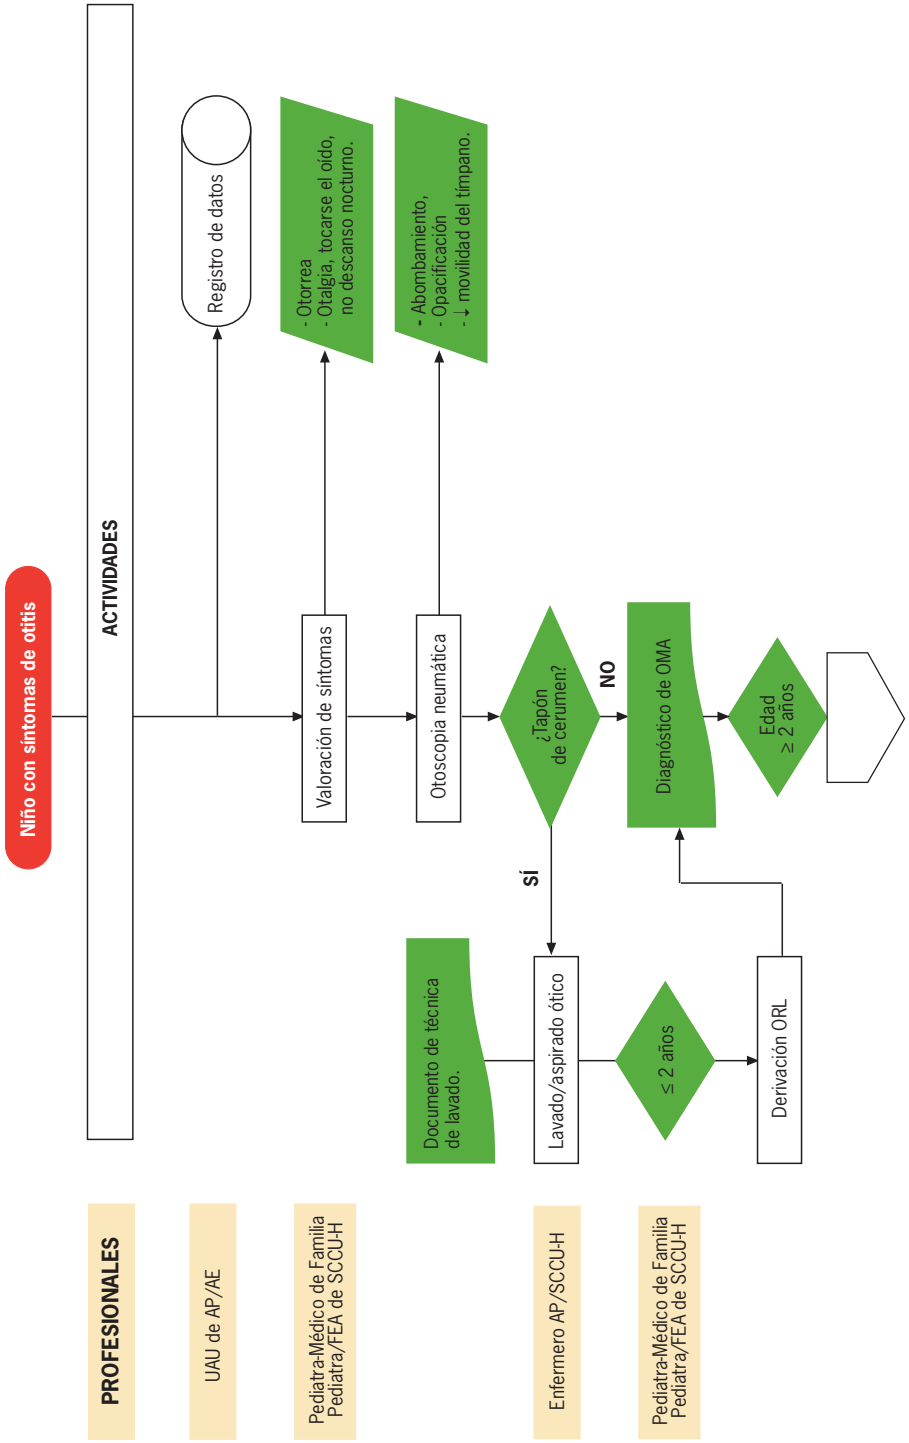 Niño con síntomas de otitis
PROFESIONALES
ACTIVIDADES
UAU de AP/AE
Registro de datos
Pediatra-Médico de Familia
Pediatra/FEA de SCCU-H
Valoración de síntomas
- Otorrea
- Otalgia, tocarse el oído,
no descanso nocturno.
Otoscopia neumática
- Abombamiento,
- Opacificación
- ↓ movilidad del tímpano.
Documento de técnica
de lavado.
Enfermero AP/SCCU-H
Lavado/aspirado ótico
SÍ
¿Tapón
de cerumen?
NO
Pediatra-Médico de Familia
Pediatra/FEA de SCCU-H
≤ 2 años
Diagnóstico de OMA
Derivación ORL
Edad
≥ 2 años